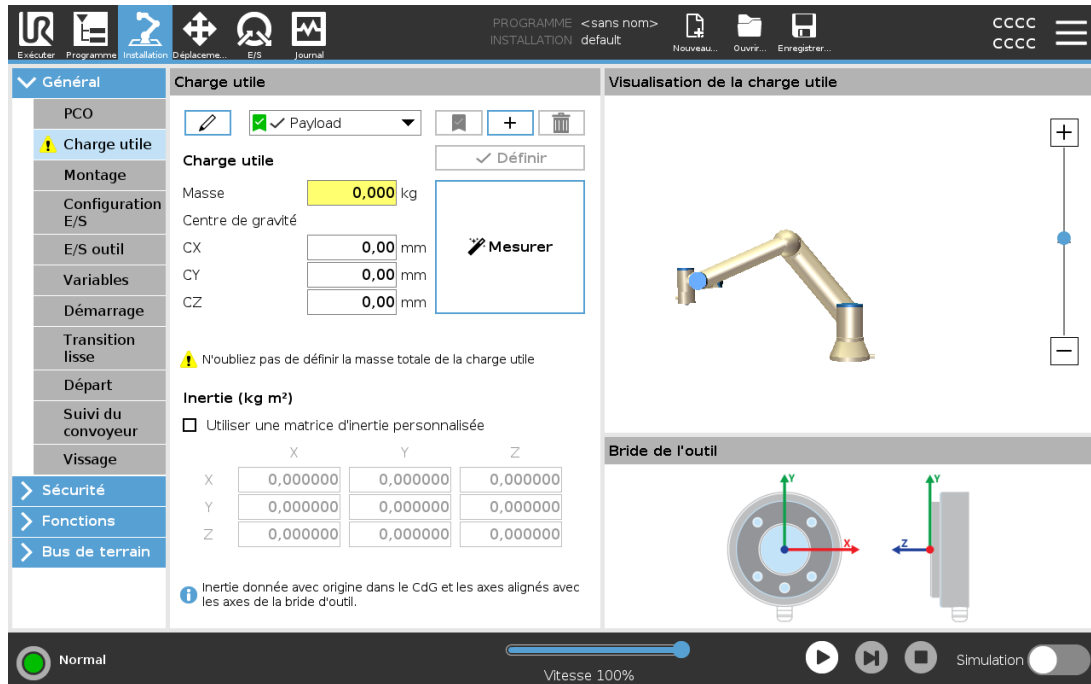 PROGRAMME <sans nom>
INSTALLATION default
CCCC
CCCC
Exécuter
Programme
Installation
Déplaceme...
E/S
Journal
Nouveau...
Ouvrir...
Enregistrer...
Général
PCO
Charge utile
Montage
Configuration
E/S
E/S outil
Variables
Démarrage
Transition
lisse
Départ
Suivi du
convoyeur
Vissage
Sécurité
Fonctions
Bus de terrain
Charge utile
Payload
Charge utile
Définir
Masse 0,000 kg
Centre de gravité
CX 0,00 mm
CY 0,00 mm
CZ 0,00 mm
Mesurer
N'oubliez pas de définir la masse totale de la charge utile
Inertie (kg m²)
Utiliser une matrice d'inertie personnalisée
X Y Z
X 0,000000 0,000000 0,000000
Y 0,000000 0,000000 0,000000
Z 0,000000 0,000000 0,000000
Inertie donnée avec origine dans le CdG et les axes alignés avec
les axes de la bride d'outil.
Visualisation de la charge utile
Bride de l'outil
Y
X
Y
Z
Normal
Vitesse 100%
Simulation